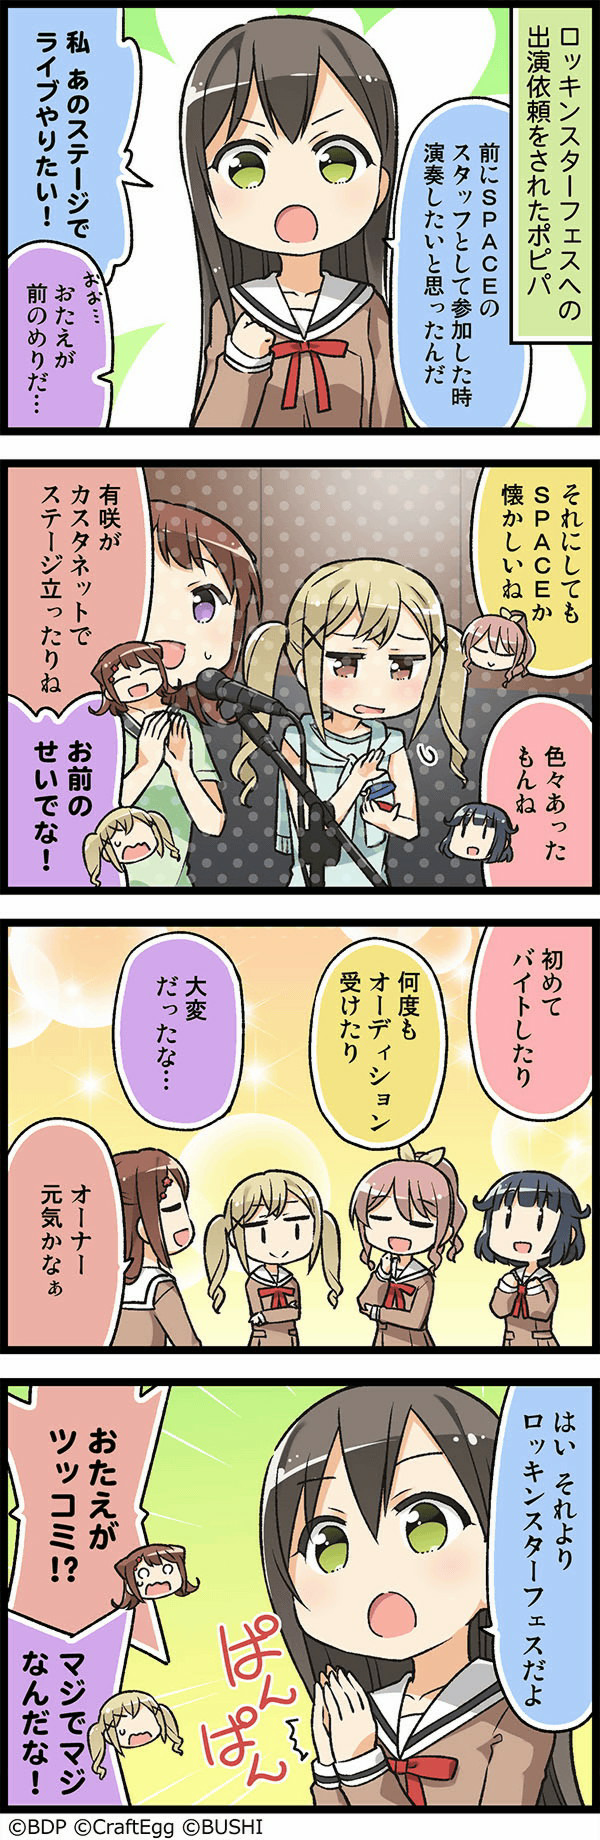 ロッキンスターフェスへの
出演依頼をされたポピパ
前にSPACEの
スタッフとして参加した時
演奏したいと思ったんだ
私 あのステージで
ライブやりたい！
おぉ…
おたえが
前のめりだ…
それにしても
SPACEか
懐かしいね
色々あった
もんね
有咲が
カスタネットで
ステージ立ったりね
お前の
せいでな！
初めて
バイトしたり
何度も
オーディション
受けたり
大変
だったな…
オーナー
元気かなぁ
はい それより
ロッキンスターフェスだよ
ぱん
ぱん
おたえが
ツッコミ!?
マジでマジ
なんだな！
©BDP ©CraftEgg ©BUSHI